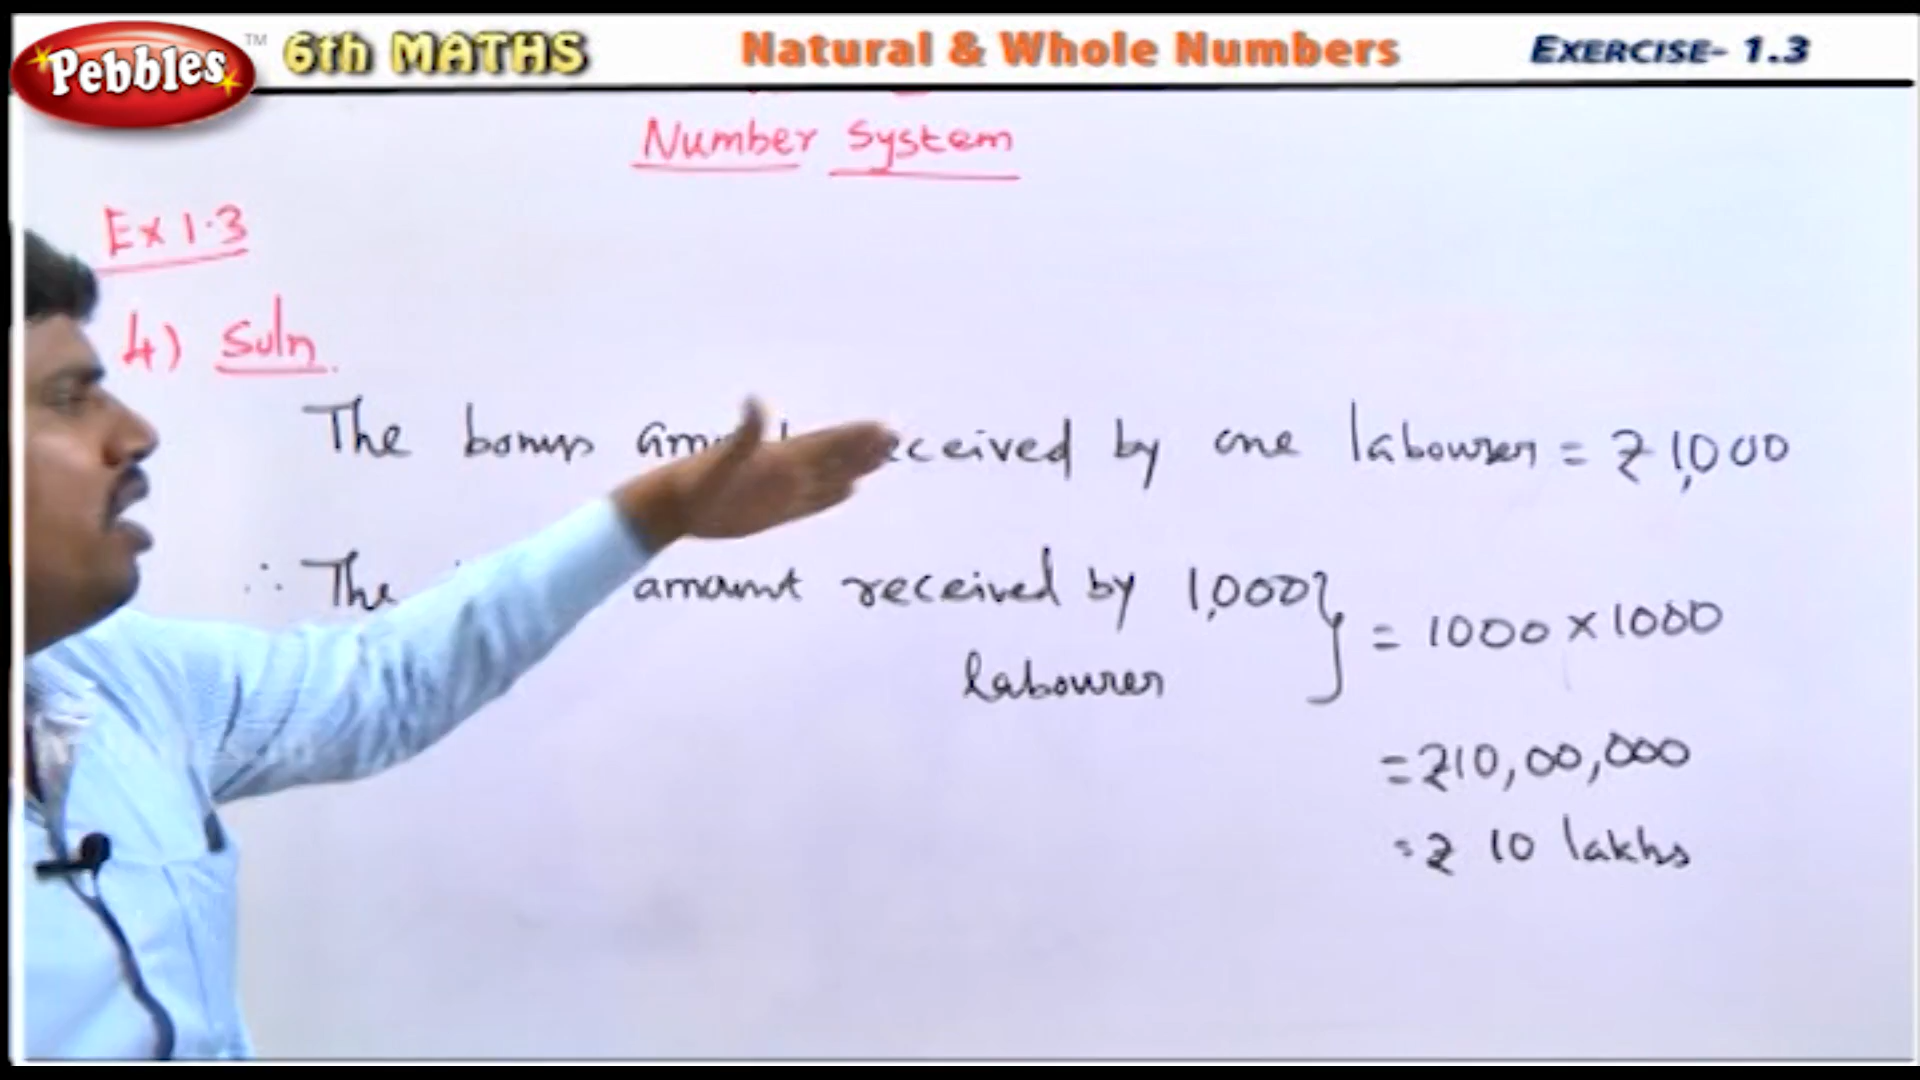 Pebbles™ 6th MATHS Natural & Whole Numbers EXERCISE- 1.3
Number System
Ex 1.3
4) Soln.
The bonus received by one labourer = ₹ 1,000
∴ The amount received by 1,000 } = 1000 × 1000
labourer
= ₹10,00,000
= ₹ 10 lakhs